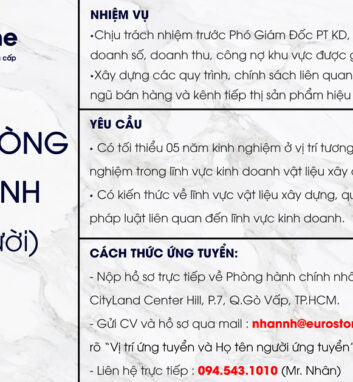 ne
cấp
ÒNG
NH
ười)
NHIỆM VỤ
•Chịu trách nhiệm trước Phó Giám Đốc PT KD,
doanh số, doanh thu, công nợ khu vực được g
•Xây dựng các quy trình, chính sách liên quan
ngũ bán hàng và kênh tiếp thị sản phẩm hiệu
YÊU CẦU
• Có tối thiểu 05 năm kinh nghiệm ở vị trí tương
nghiệm trong lĩnh vực kinh doanh vật liệu xây
• Có kiến thức về lĩnh vực vật liệu xây dựng, qu
pháp luật liên quan đến lĩnh vực kinh doanh.
CÁCH THỨC ỨNG TUYỂN:
- Nộp hồ sơ trực tiếp về Phòng hành chính nhâ
CityLand Center Hill, P.7, Q.Gò Vấp, TP.HCM.
- Gửi CV và hồ sơ qua mail : nhannh@eurosto
rõ "Vị trí ứng tuyển và Họ tên người ứng tuyển"
- Liên hệ trực tiếp : 094.543.1010 (Mr. Nhân)